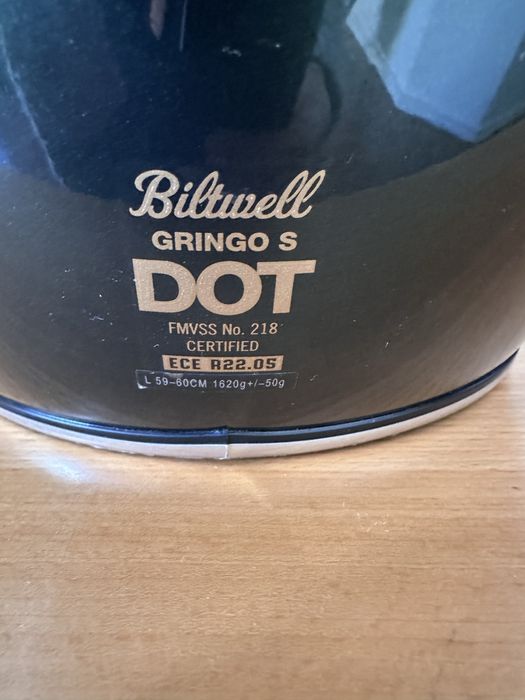 Biltwell
GRINGO S
DOT
FMVSS No. 218
CERTIFIED
ECE R22.05
L 59-60CM 1620g+/-50g